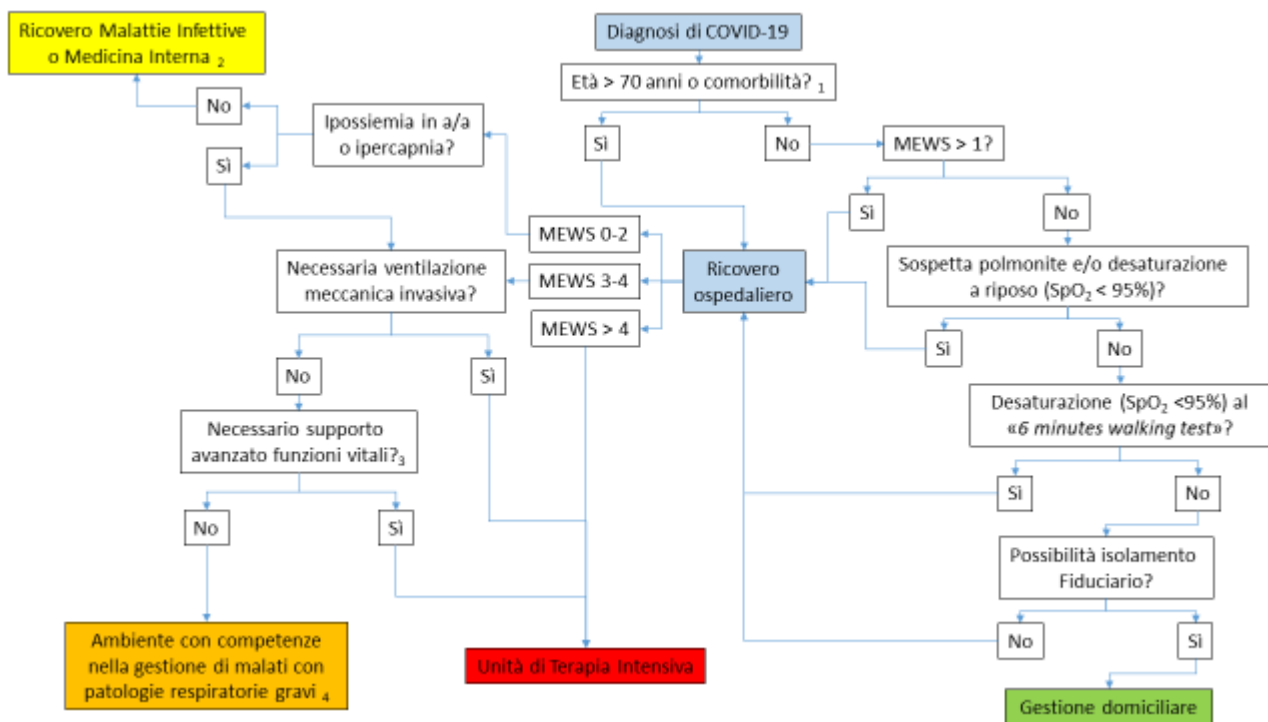 Ricovero Malattie Infettive
o Medicina Interna 2
Diagnosi di COVID-19
Età > 70 anni o comorbilità? 1
No
Ipossiemia in a/a
o ipercapnia?
Sì
Sì
No
MEWS > 1?
Sì
No
MEWS 0-2
Necessaria ventilazione
meccanica invasiva?
MEWS 3-4
Ricovero
ospedaliero
Sospetta polmonite e/o desaturazione
a riposo (SpO₂ < 95%)?
MEWS > 4
Sì
No
No
Sì
Necessario supporto
avanzato funzioni vitali?3
Desaturazione (SpO₂ <95%) al
«6 minutes walking test»?
Sì
No
No
Sì
Possibilità isolamento
Fiduciario?
No
Sì
Ambiente con competenze
nella gestione di malati con
patologie respiratorie gravi 4
Unità di Terapia Intensiva
Gestione domiciliare